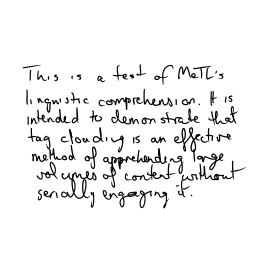 This is a test of MeTL's
linguistic comprehension. It is
intended to demonstrate that
tag clouding is an effective
method of apprehending large
volumes of content without
serially engaging it.